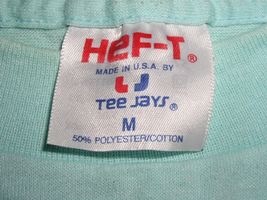 HEF-T®
MADE IN U.S.A. BY
TEE JAYS®
M
50% POLYESTER/COTTON